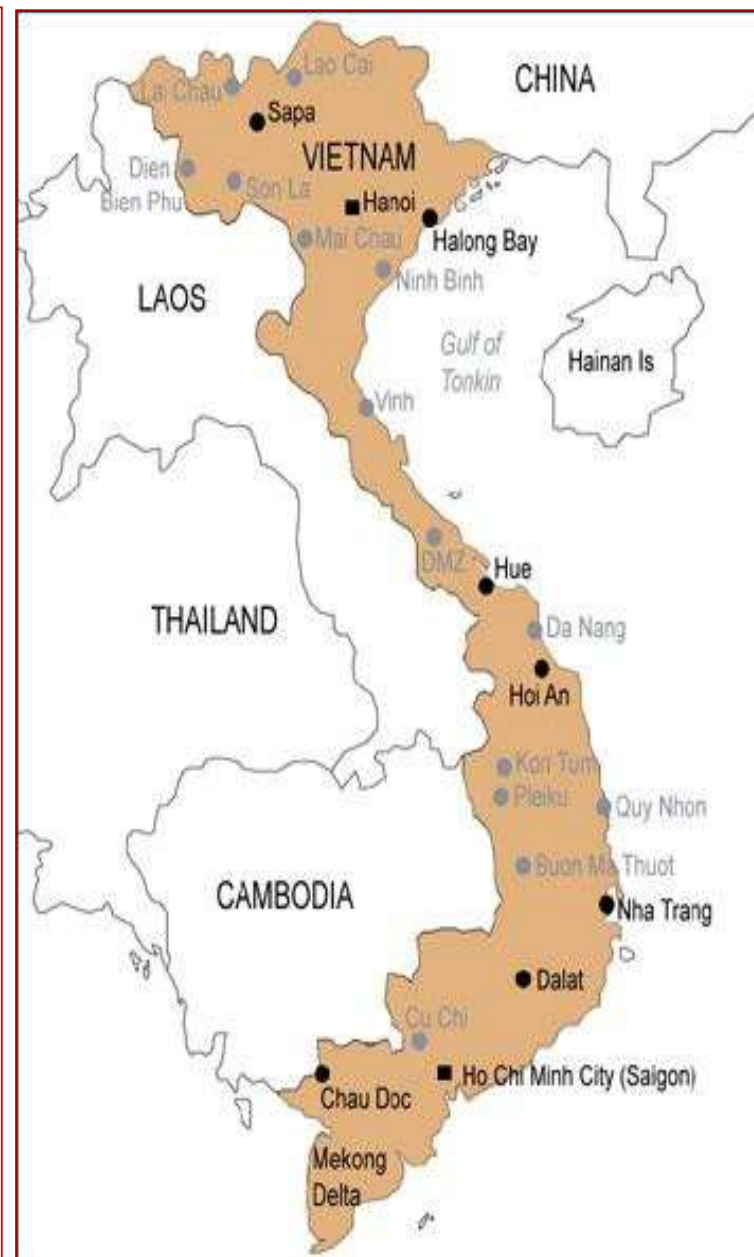 CHINA
Lao Cai
Lai Chau
Sapa
VIETNAM
Dien
Bien Phu
Son La
Hanoi
Halong Bay
Mai Chau
Ninh Binh
LAOS
Gulf of
Tonkin
Hainan Is
Vinh
DMZ
Hue
THAILAND
Da Nang
Hoi An
Kon Tum
Pleiku
Quy Nhon
Buon Ma Thuot
CAMBODIA
Nha Trang
Dalat
Cu Chi
Ho Chi Minh City (Saigon)
Chau Doc
Mekong
Delta